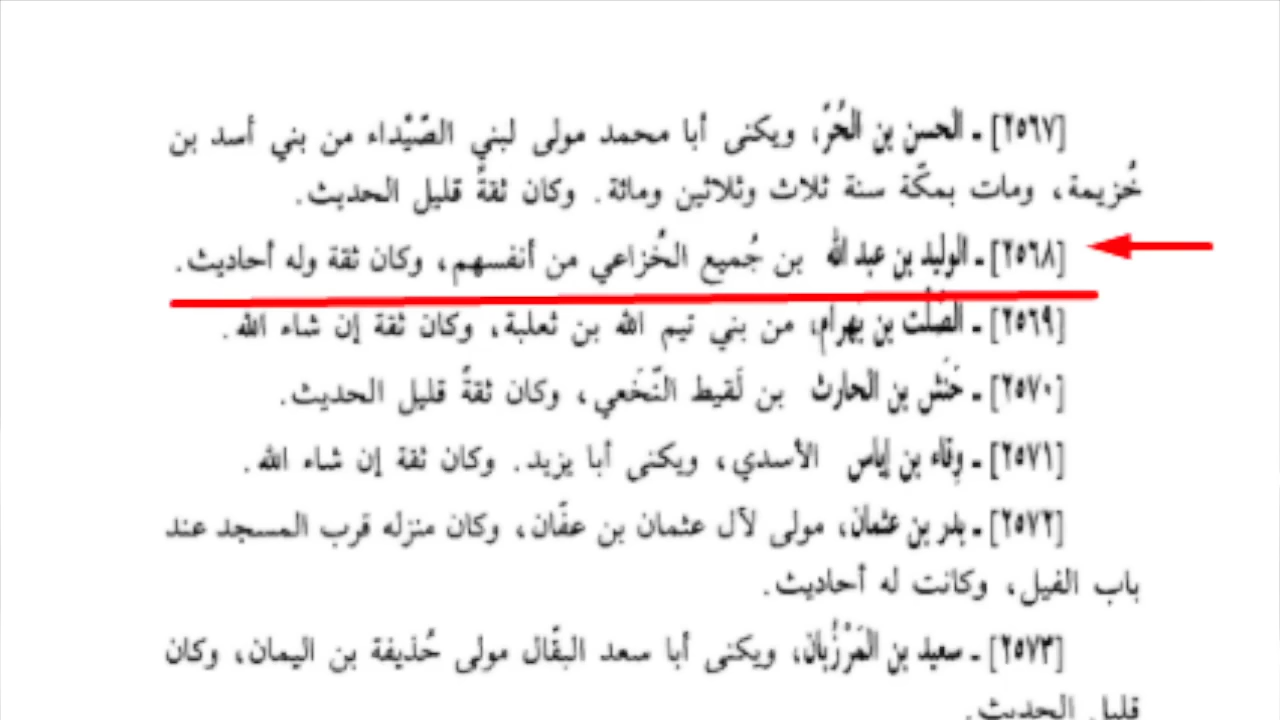 [٢٥٦٧] ـ الحسن بن الحُرّ، ويكنى أبا محمد مولى لبني الصّيْداء من بني أسد بن
خُزيمة، ومات بمكّة سنة ثلاث وثلاثين ومائة. وكان ثقةً قليل الحديث.
[٢٥٦٨] ـ الوليد بن عبد الله بن جُميع الخُزاعي من أنفسهم، وكان ثقة وله أحاديث.
[٢٥٦٩] ـ الصَّلْت بن بَهرام، من بني تيم الله بن ثعلبة، وكان ثقة إن شاء الله.
[٢٥٧٠] ـ حَنَش بن الحارث بن لَقيط النّخَعي، وكان ثقةً قليل الحديث.
[٢٥٧١] ـ وِقاء بن إياس الأسدي، ويكنى أبا يزيد. وكان ثقة إن شاء الله.
[٢٥٧٢] ـ بدر بن عثمان، مولى لآل عثمان بن عفّان، وكان منزله قرب المسجد عند
باب الفيل، وكانت له أحاديث.
[٢٥٧٣] ـ سعيد بن المَرْزُبان، ويكنى أبا سعد البقّال مولى حُذيفة بن اليمان، وكان
قليل الحديث.